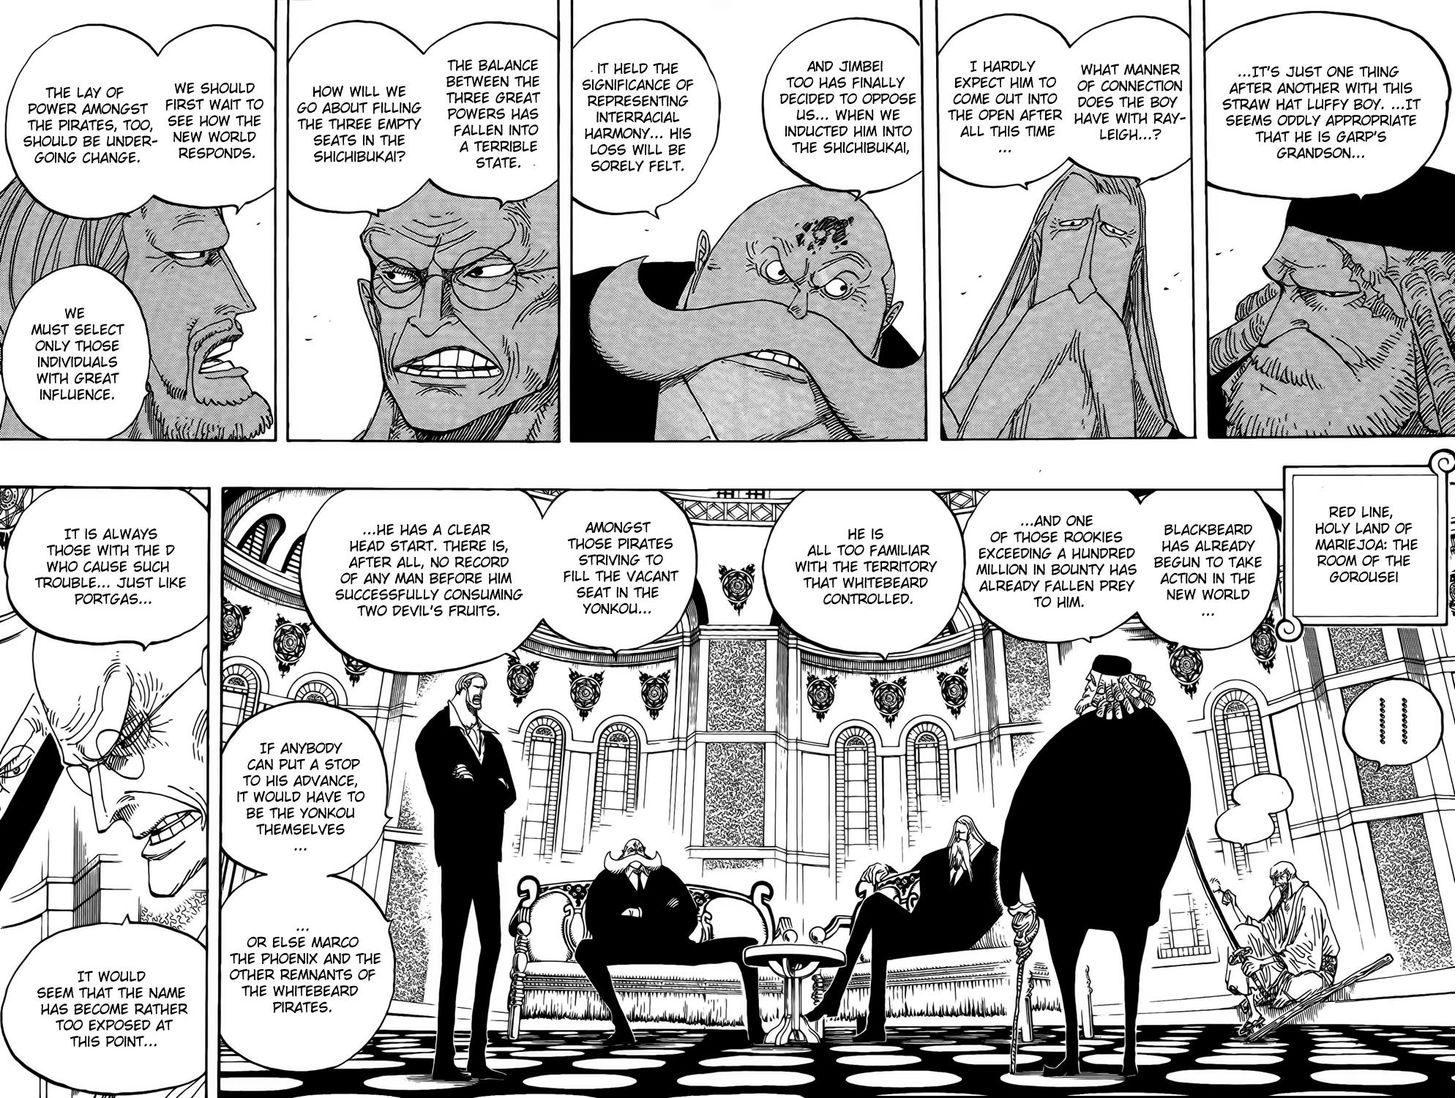 ...IT'S JUST ONE THING
AFTER ANOTHER WITH THIS
STRAW HAT LUFFY BOY. ...IT
SEEMS ODDLY APPROPRIATE
THAT HE IS GARP'S
GRANDSON...
WHAT MANNER
OF CONNECTION
DOES THE BOY
HAVE WITH RAY-
LEIGH...?
I HARDLY
EXPECT HIM TO
COME OUT INTO
THE OPEN AFTER
ALL THIS TIME
...
AND JIMBEI
TOO HAS FINALLY
DECIDED TO OPPOSE
US... WHEN WE
INDUCTED HIM INTO
THE SHICHIBUKAI,
IT HELD THE
SIGNIFICANCE OF
REPRESENTING
INTERRACIAL
HARMONY... HIS
LOSS WILL BE
SORELY FELT.
THE BALANCE
BETWEEN THE
THREE GREAT
POWERS HAS
FALLEN INTO
A TERRIBLE
STATE.
HOW WILL WE
GO ABOUT FILLING
THE THREE EMPTY
SEATS IN THE
SHICHIBUKAI?
WE SHOULD
FIRST WAIT TO
SEE HOW THE
NEW WORLD
RESPONDS.
THE LAY OF
POWER AMONGST
THE PIRATES, TOO,
SHOULD BE UNDER-
GOING CHANGE.
WE
MUST SELECT
ONLY THOSE
INDIVIDUALS
WITH GREAT
INFLUENCE.
RED LINE,
HOLY LAND OF
MARIEJOA: THE
ROOM OF THE
GOROUSEI
BLACKBEARD
HAS ALREADY
BEGUN TO TAKE
ACTION IN THE
NEW WORLD
...
...AND ONE
OF THOSE ROOKIES
EXCEEDING A HUNDRED
MILLION IN BOUNTY HAS
ALREADY FALLEN PREY
TO HIM.
HE IS
ALL TOO FAMILIAR
WITH THE TERRITORY
THAT WHITEBEARD
CONTROLLED.
AMONGST
THOSE PIRATES
STRIVING TO
FILL THE VACANT
SEAT IN THE
YONKOU...
...HE HAS A CLEAR
HEAD START. THERE IS,
AFTER ALL, NO RECORD
OF ANY MAN BEFORE HIM
SUCCESSFULLY CONSUMING
TWO DEVIL'S FRUITS.
IF ANYBODY
CAN PUT A STOP
TO HIS ADVANCE,
IT WOULD HAVE TO
BE THE YONKOU
THEMSELVES
...
...
OR ELSE MARCO
THE PHOENIX AND THE
OTHER REMNANTS OF
THE WHITEBEARD
PIRATES.
IT IS ALWAYS
THOSE WITH THE D
WHO CAUSE SUCH
TROUBLE... JUST LIKE
PORTGAS...
IT WOULD
SEEM THAT THE NAME
HAS BECOME RATHER
TOO EXPOSED AT
THIS POINT...